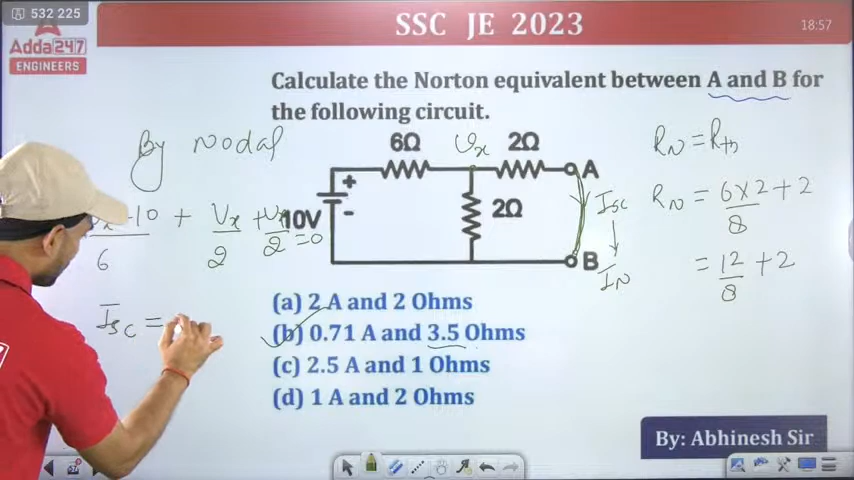 532 225
SSC JE 2023
18:57
Adda247
ENGINEERS
Calculate the Norton equivalent between A and B for
the following circuit.
By nodal
6Ω
Vx
2Ω
A
RN = Rth
+
10V
-
2Ω
B
-10/6 + Vx/2 + Vx/2 = 0
ISC
IN
RN = 6×2/8 + 2
= 12/8 + 2
ISC =
(a) 2 A and 2 Ohms
(b) 0.71 A and 3.5 Ohms
(c) 2.5 A and 1 Ohms
(d) 1 A and 2 Ohms
By: Abhinesh Sir